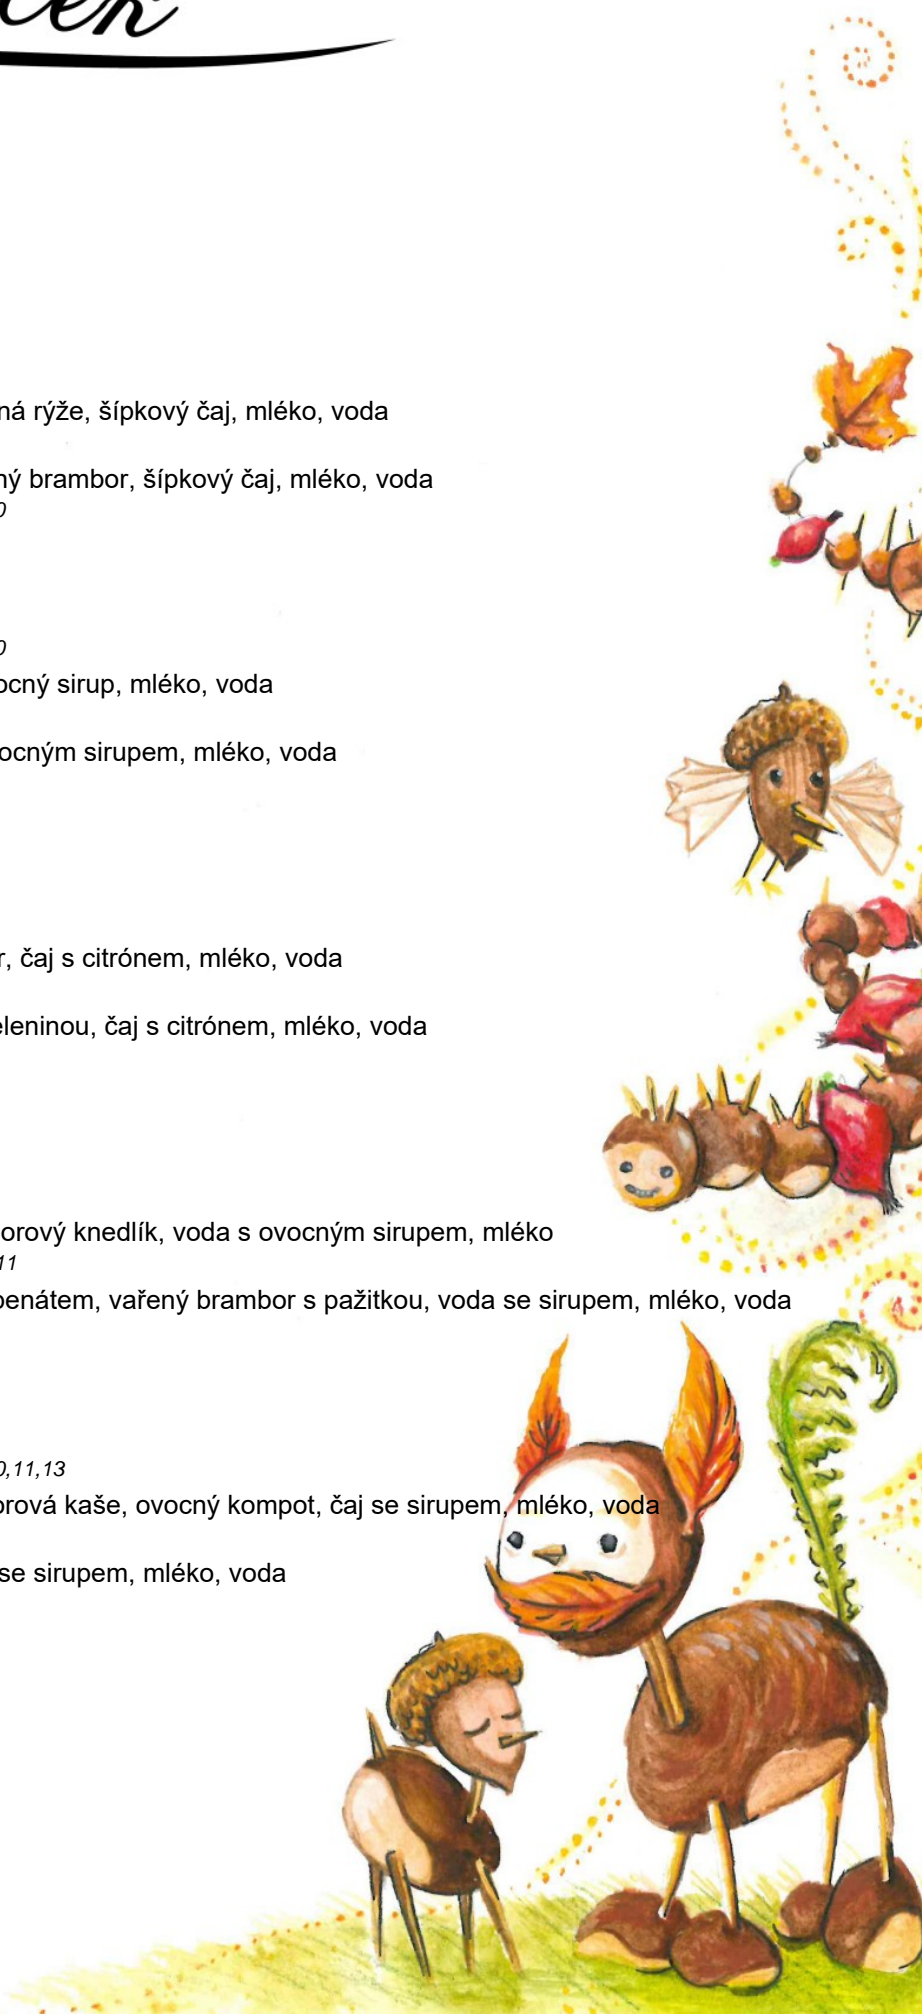 ná rýže, šípkový čaj, mléko, voda
ný brambor, šípkový čaj, mléko, voda
0
0
ocný sirup, mléko, voda
ocným sirupem, mléko, voda
r, čaj s citrónem, mléko, voda
eleninou, čaj s citrónem, mléko, voda
orový knedlík, voda s ovocným sirupem, mléko
11
penátem, vařený brambor s pažitkou, voda se sirupem, mléko, voda
0,11,13
orová kaše, ovocný kompot, čaj se sirupem, mléko, voda
se sirupem, mléko, voda